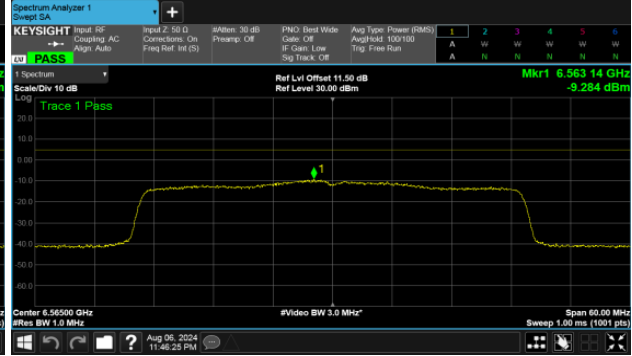 Spectrum Analyzer 1
Swept SA
KEYSIGHT
Input: RF
Coupling: AC
Align: Auto
Input Z: 50 Ω
Corrections: On
Freq Ref: Int (S)
#Atten: 30 dB
Preamp: Off
PNO: Best Wide
Gate: Off
IF Gain: Low
Sig Track: Off
Avg Type: Power (RMS)
Avg|Hold: 100/100
Trig: Free Run
1 2 3 4 5 6
A W W W W W
A N N N N N
LXI PASS
1 Spectrum
Scale/Div 10 dB
Ref Lvl Offset 11.50 dB
Ref Level 30.00 dBm
Mkr1 6.563 14 GHz
-9.284 dBm
Log
Trace 1 Pass
20.0
10.0
0.00
1
-10.0
-20.0
-30.0
-40.0
-50.0
-60.0
Center 6.56500 GHz
#Res BW 1.0 MHz
#Video BW 3.0 MHz*
Span 60.00 MHz
Sweep 1.00 ms (1001 pts)
?
Aug 06, 2024
11:46:25 PM